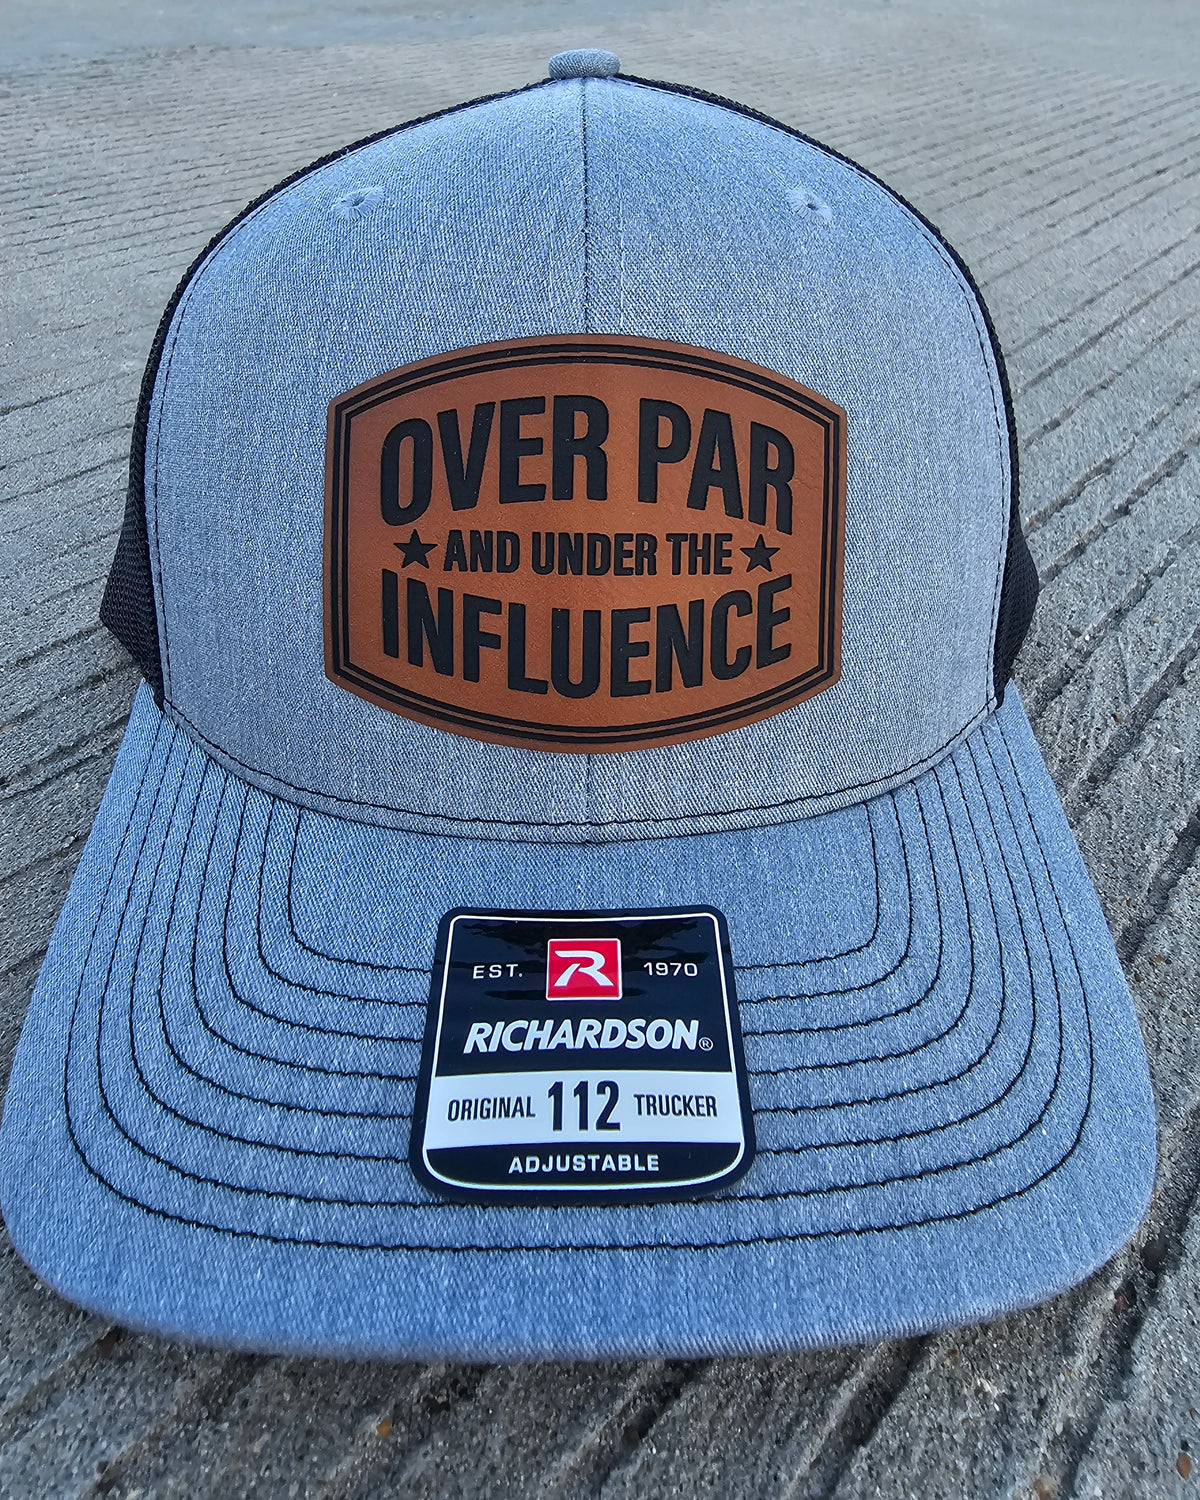 OVER PAR
★ AND UNDER THE ★
INFLUENCE
EST. R 1970
RICHARDSON®
ORIGINAL 112 TRUCKER
ADJUSTABLE